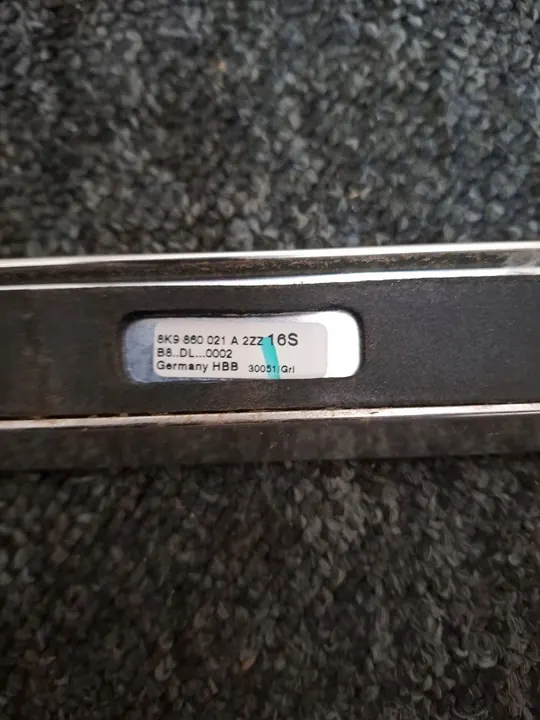 8K9 860 021 A 2ZZ 16S
B8..DL...0002
Germany HBB 30051/Grl